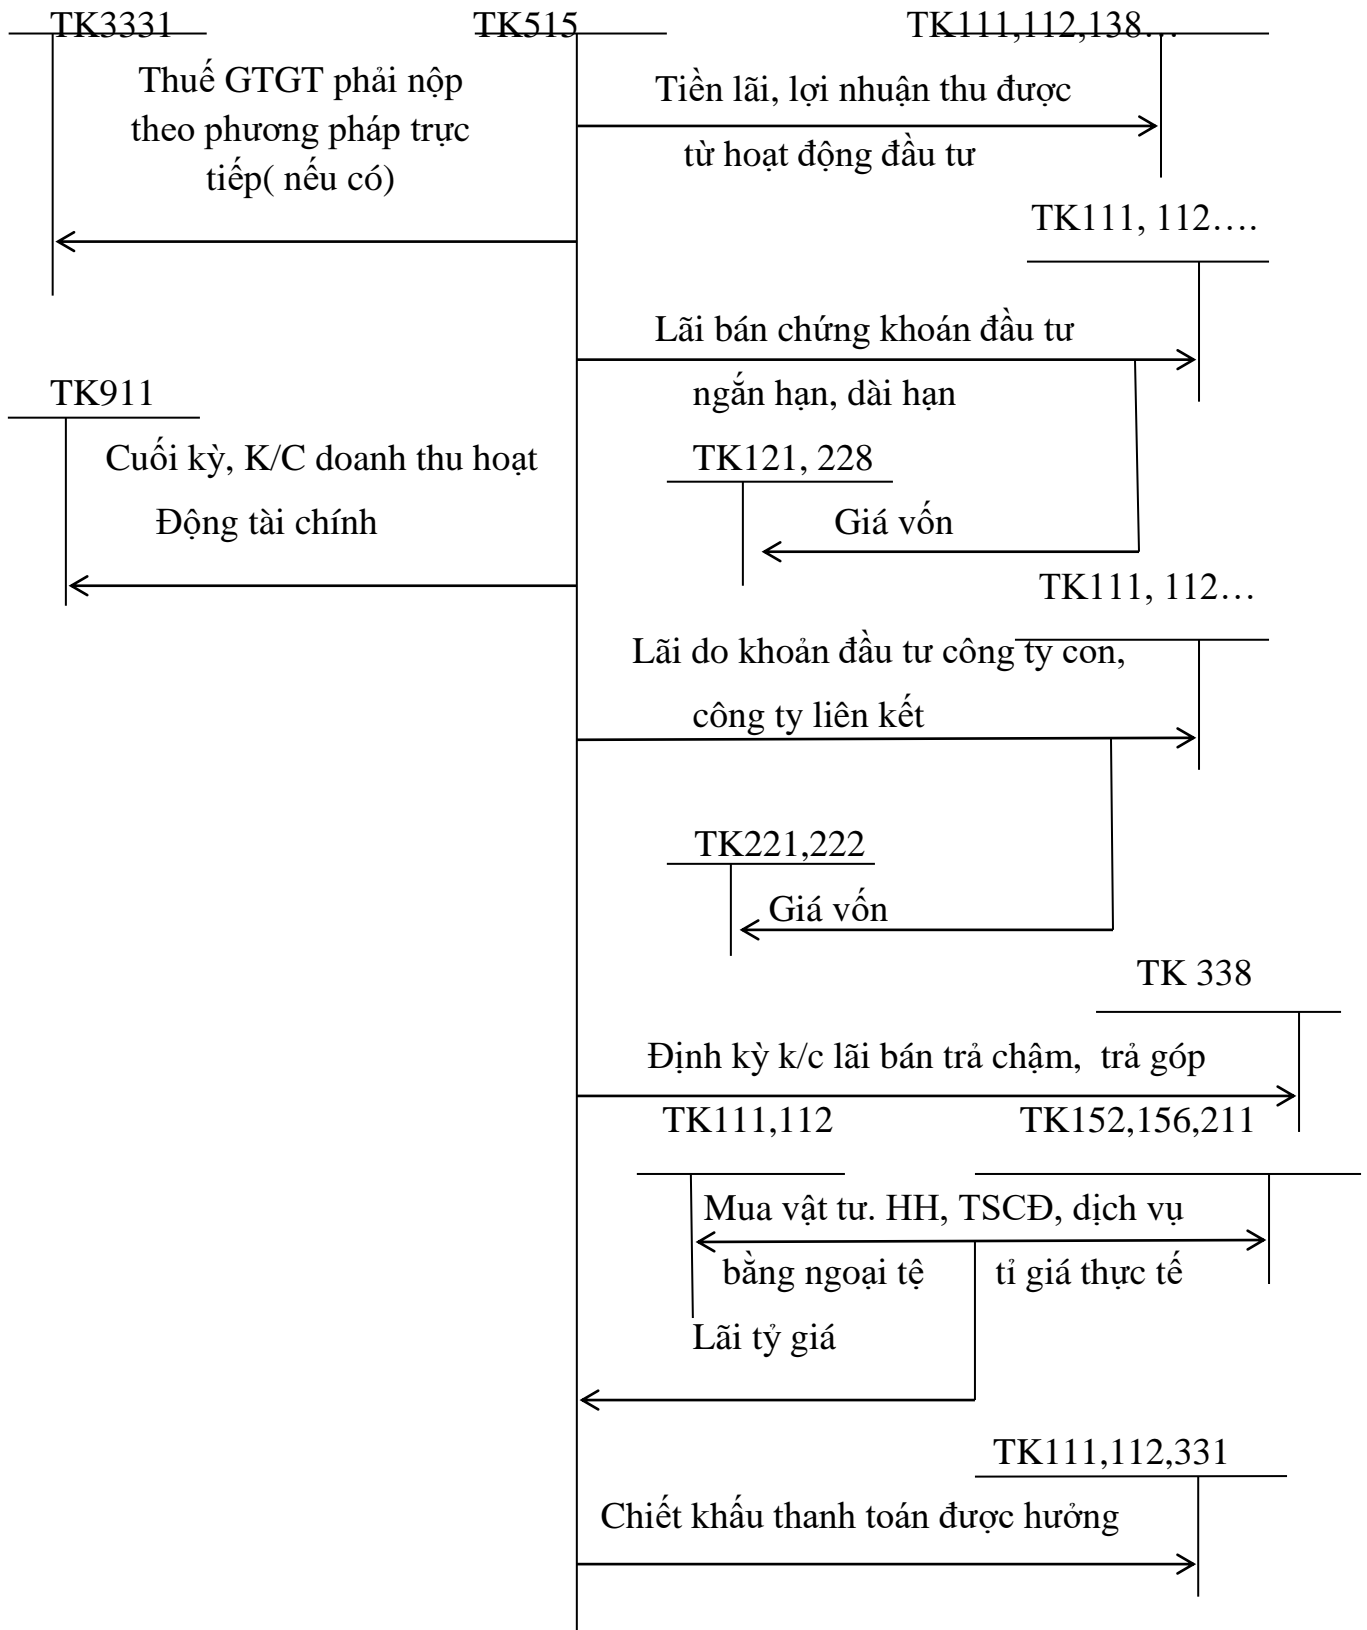 TK3331
TK515
TK111,112,138…
Thuế GTGT phải nộp
theo phương pháp trực
tiếp( nếu có)
Tiền lãi, lợi nhuận thu được
từ hoạt động đầu tư
TK111, 112….
Lãi bán chứng khoán đầu tư
ngắn hạn, dài hạn
TK911
Cuối kỳ, K/C doanh thu hoạt
Động tài chính
TK121, 228
Giá vốn
TK111, 112…
Lãi do khoản đầu tư công ty con,
công ty liên kết
TK221,222
Giá vốn
TK 338
Định kỳ k/c lãi bán trả chậm,  trả góp
TK111,112
TK152,156,211
Mua vật tư. HH, TSCĐ, dịch vụ
bằng ngoại tệ
tỉ giá thực tế
Lãi tỷ giá
TK111,112,331
Chiết khấu thanh toán được hưởng